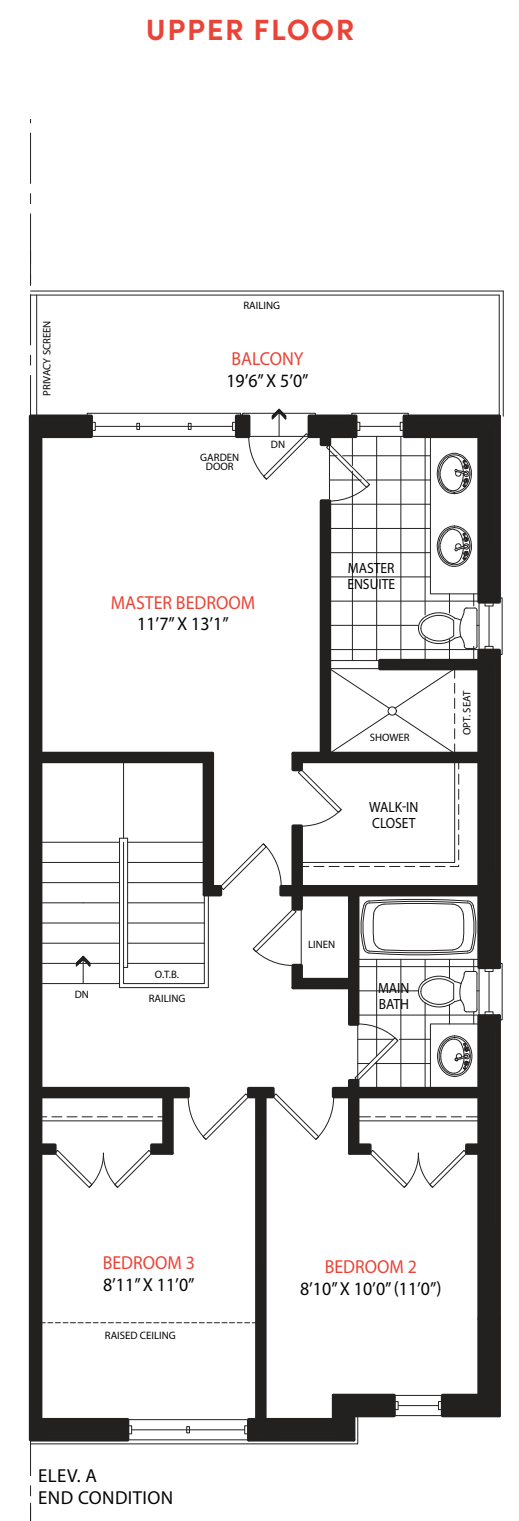 UPPER FLOOR
RAILING
PRIVACY SCREEN
BALCONY
19'6" X 5'0"
DN
GARDEN
DOOR
MASTER
ENSUITE
MASTER BEDROOM
11'7" X 13'1"
OPT. SEAT
SHOWER
WALK-IN
CLOSET
LINEN
O.T.B.
DN
RAILING
MAIN
BATH
BEDROOM 3
8'11" X 11'0"
BEDROOM 2
8'10" X 10'0" (11'0")
RAISED CEILING
ELEV. A
END CONDITION